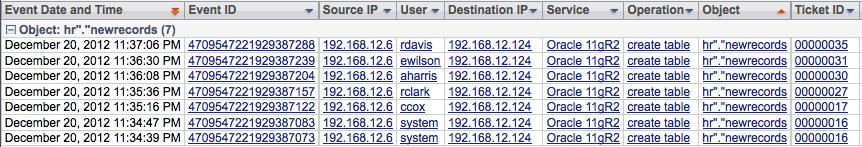 Event Date and Time Event ID Source IP User Destination IP Service Operation Object Ticket ID
Object: hr"."newrecords (7)
December 20, 2012 11:37:06 PM 4709547221929387288 192.168.12.6 rdavis 192.168.12.124 Oracle 11gR2 create table hr"."newrecords 00000035
December 20, 2012 11:36:30 PM 4709547221929387239 192.168.12.6 ewilson 192.168.12.124 Oracle 11gR2 create table hr"."newrecords 00000031
December 20, 2012 11:36:08 PM 4709547221929387204 192.168.12.6 aharris 192.168.12.124 Oracle 11gR2 create table hr"."newrecords 00000030
December 20, 2012 11:35:36 PM 4709547221929387157 192.168.12.6 rclark 192.168.12.124 Oracle 11gR2 create table hr"."newrecords 00000027
December 20, 2012 11:35:16 PM 4709547221929387122 192.168.12.6 ccox 192.168.12.124 Oracle 11gR2 create table hr"."newrecords 00000017
December 20, 2012 11:34:47 PM 4709547221929387083 192.168.12.6 system 192.168.12.124 Oracle 11gR2 create table hr"."newrecords 00000016
December 20, 2012 11:34:39 PM 4709547221929387073 192.168.12.6 system 192.168.12.124 Oracle 11gR2 create table hr"."newrecords 00000016